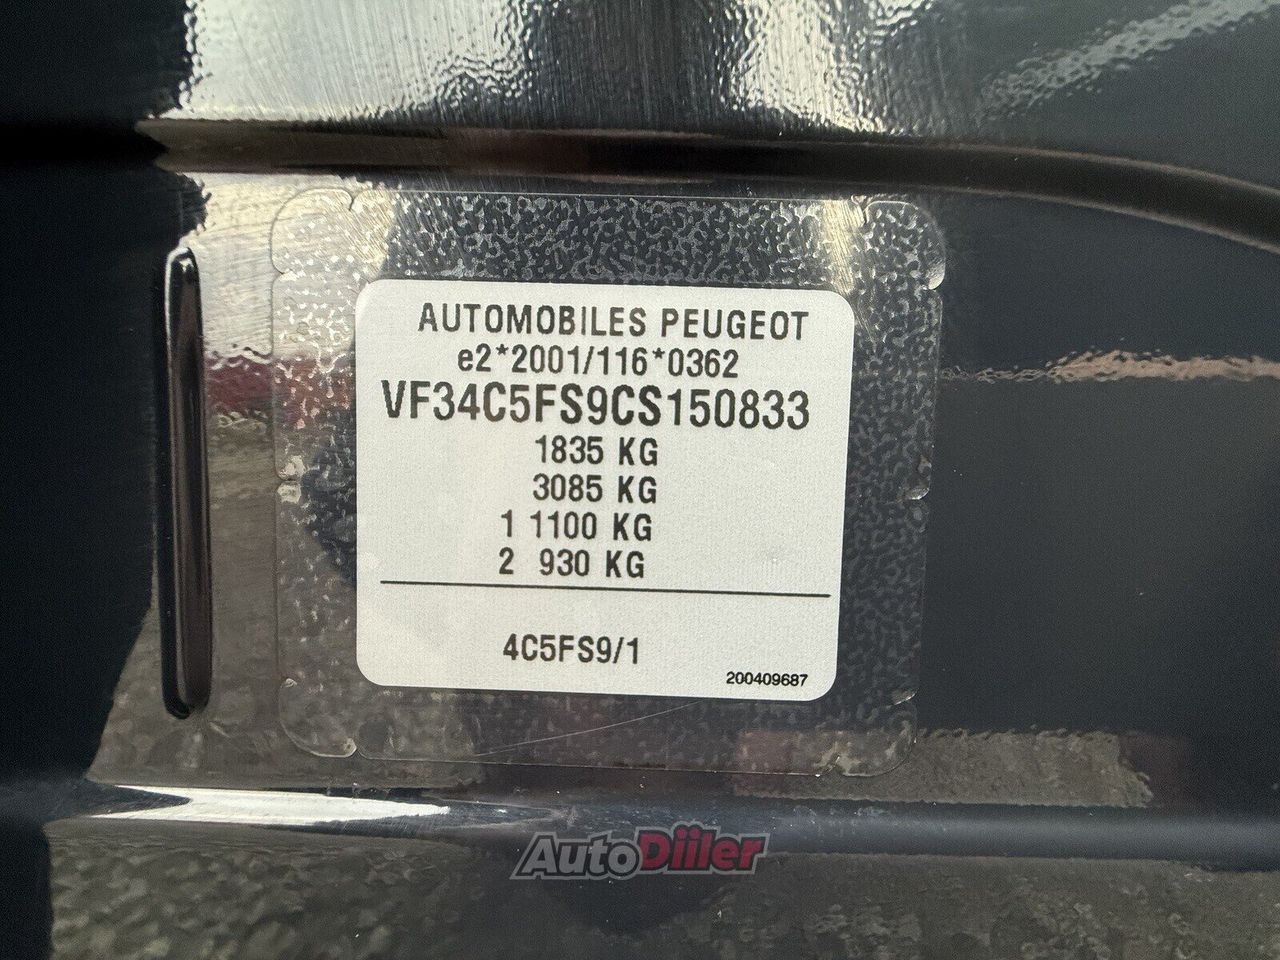 AUTOMOBILES PEUGEOT
e2*2001/116*0362
VF34C5FS9CS150833
1835 KG
3085 KG
1 1100 KG
2 930 KG
4C5FS9/1
200409687
AutoDiiler